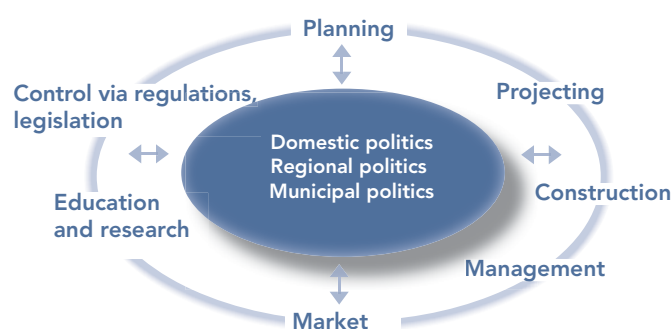 Planning
Control via regulations,
legislation
Projecting
Domestic politics
Regional politics
Municipal politics
Education
and research
Construction
Management
Market